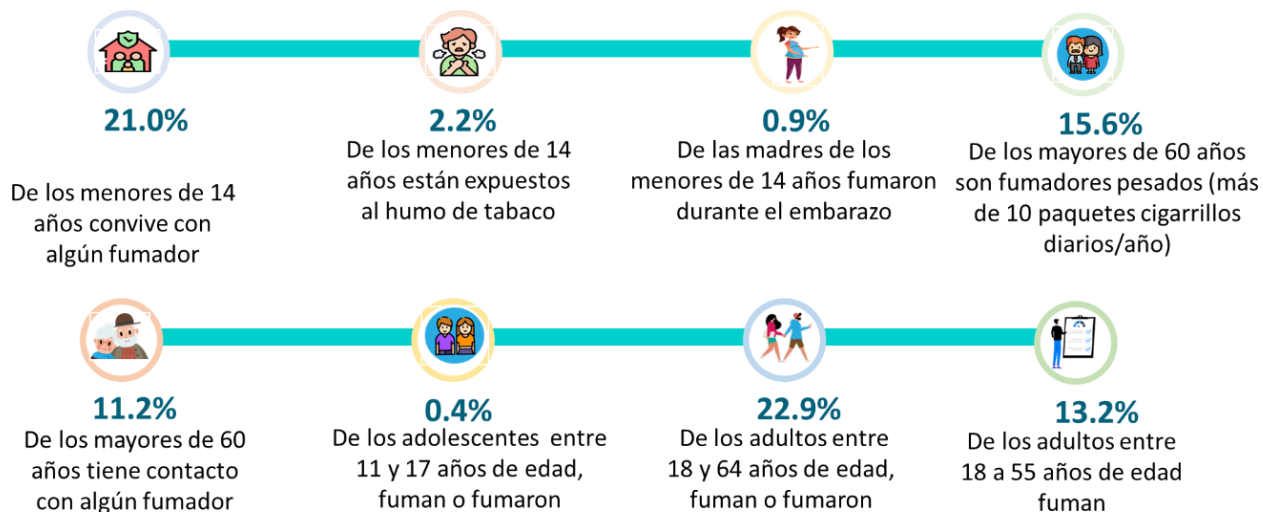 21.0%
De los menores de 14
años convive con
algún fumador
2.2%
De los menores de 14
años están expuestos
al humo de tabaco
0.9%
De las madres de los
menores de 14 años fumaron
durante el embarazo
15.6%
De los mayores de 60 años
son fumadores pesados (más
de 10 paquetes cigarrillos
diarios/año)
11.2%
De los mayores de 60
años tiene contacto
con algún fumador
0.4%
De los adolescentes entre
11 y 17 años de edad,
fuman o fumaron
22.9%
De los adultos entre
18 y 64 años de edad,
fuman o fumaron
13.2%
De los adultos entre
18 a 55 años de edad
fuman